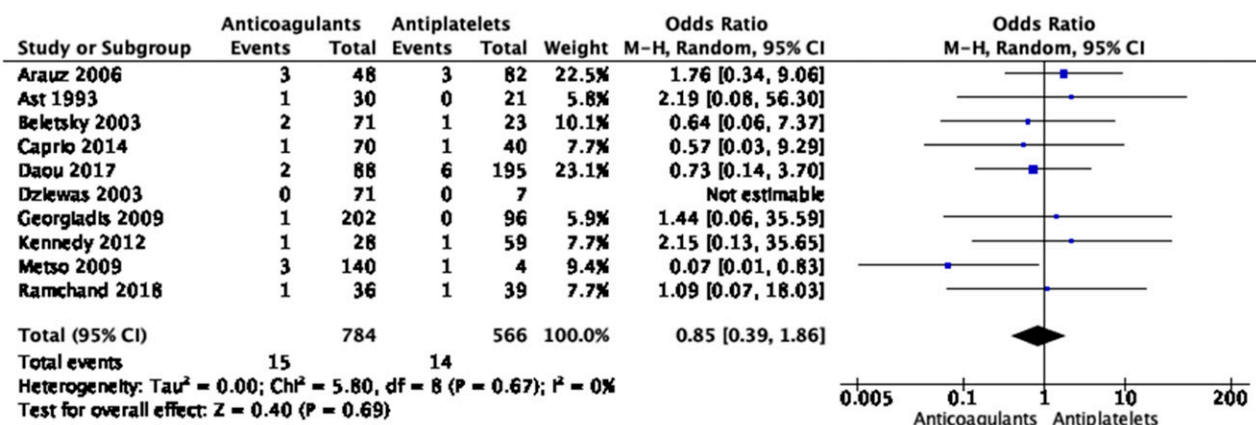 Anticoagulants Antiplatelets Odds Ratio Odds Ratio
Study or Subgroup Events Total Events Total Weight M-H, Random, 95% CI M-H, Random, 95% CI
Arauz 2006 3 48 3 82 22.5% 1.76 [0.34, 9.06]
Ast 1993 1 30 0 21 5.8% 2.19 [0.08, 56.30]
Beletsky 2003 2 71 1 23 10.1% 0.64 [0.06, 7.37]
Caprio 2014 1 70 1 40 7.7% 0.57 [0.03, 9.29]
Daou 2017 2 88 6 195 23.1% 0.73 [0.14, 3.70]
Dziewas 2003 0 71 0 7 Not estimable
Georgiadis 2009 1 202 0 96 5.9% 1.44 [0.06, 35.59]
Kennedy 2012 1 28 1 59 7.7% 2.15 [0.13, 35.65]
Metso 2009 3 140 1 4 9.4% 0.07 [0.01, 0.83]
Ramchand 2018 1 36 1 39 7.7% 1.09 [0.07, 18.03]
Total (95% CI) 784 566 100.0% 0.85 [0.39, 1.86]
Total events 15 14
Heterogeneity: Tau² = 0.00; Chi² = 5.80, df = 8 (P = 0.67); I² = 0%
Test for overall effect: Z = 0.40 (P = 0.69)
0.005 0.1 1 10 200
Anticoagulants Antiplatelets